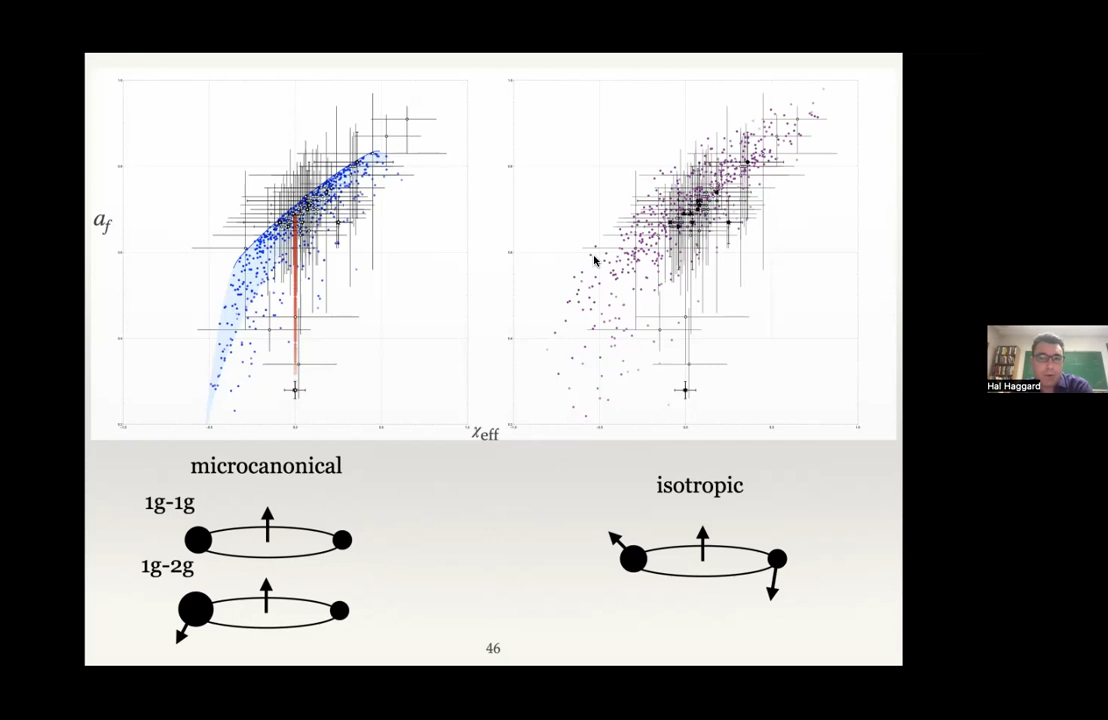 a_f
χ_eff
microcanonical
isotropic
1g-1g
1g-2g
46
Hal Haggard